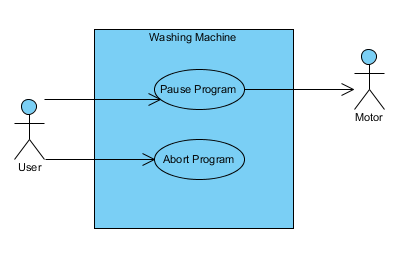 Washing Machine
Pause Program
Motor
Abort Program
User